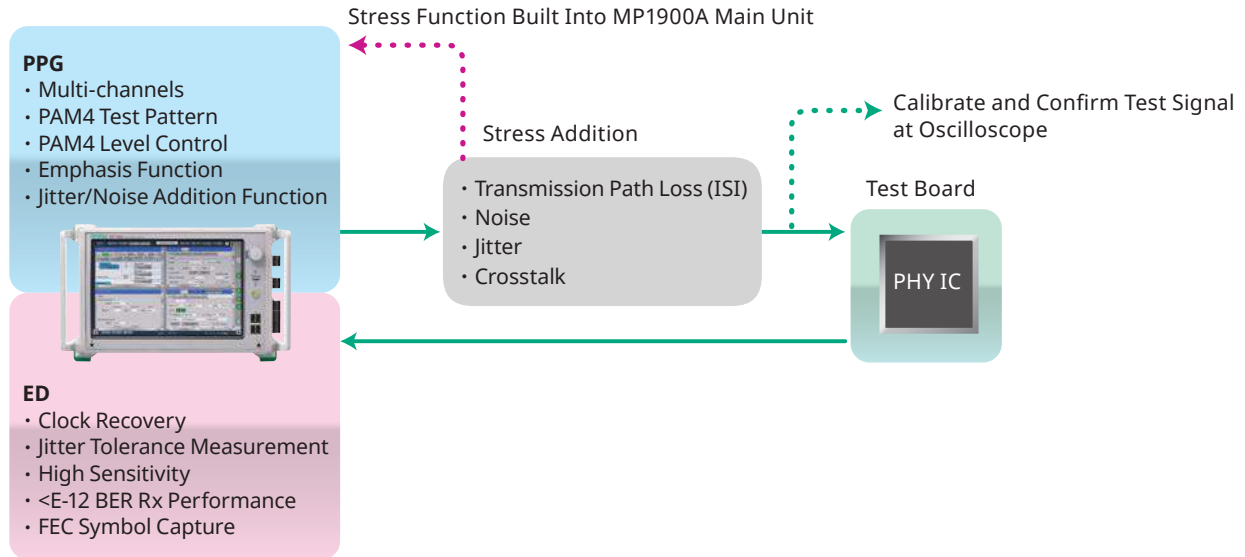 Stress Function Built Into MP1900A Main Unit
PPG
・Multi-channels
・PAM4 Test Pattern
・PAM4 Level Control
・Emphasis Function
・Jitter/Noise Addition Function
Stress Addition
・Transmission Path Loss (ISI)
・Noise
・Jitter
・Crosstalk
Calibrate and Confirm Test Signal
at Oscilloscope
Test Board
PHY IC
ED
・Clock Recovery
・Jitter Tolerance Measurement
・High Sensitivity
・<E-12 BER Rx Performance
・FEC Symbol Capture